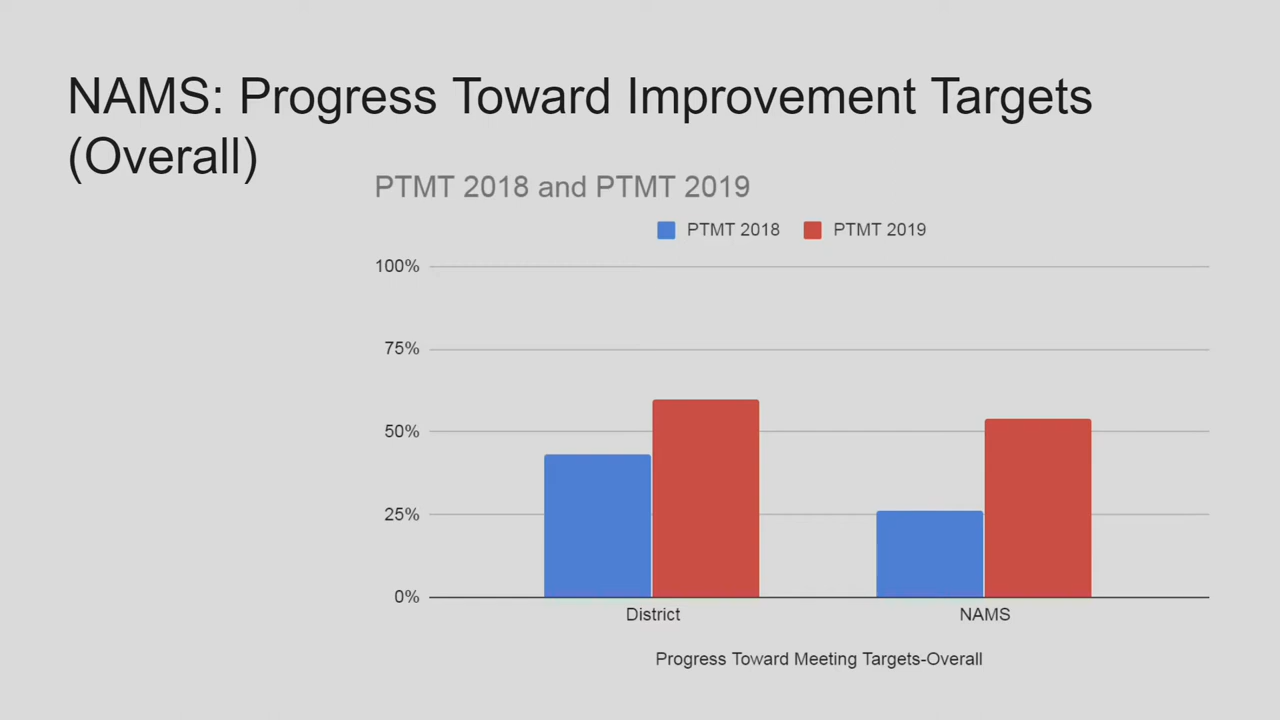 NAMS: Progress Toward Improvement Targets
(Overall)
PTMT 2018 and PTMT 2019
PTMT 2018
PTMT 2019
100%
75%
50%
25%
0%
District
NAMS
Progress Toward Meeting Targets-Overall